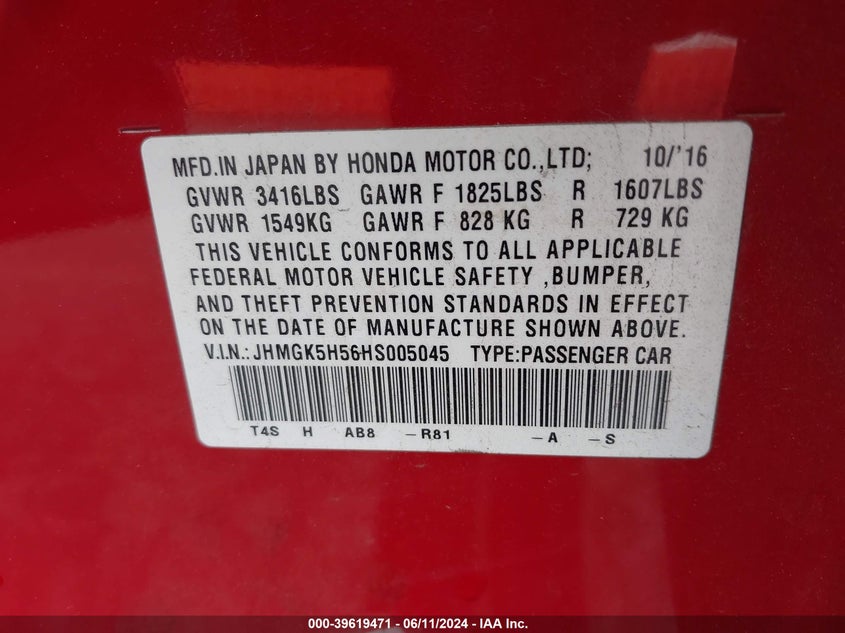 MFD.IN JAPAN BY HONDA MOTOR CO.,LTD; 10/'16
GVWR 3416LBS GAWR F 1825LBS R 1607LBS
GVWR 1549KG GAWR F 828 KG R 729 KG
THIS VEHICLE CONFORMS TO ALL APPLICABLE
FEDERAL MOTOR VEHICLE SAFETY ,BUMPER,
AND THEFT PREVENTION STANDARDS IN EFFECT
ON THE DATE OF MANUFACTURE SHOWN ABOVE.
V.I.N.: JHMGK5H56HS005045 TYPE:PASSENGER CAR
T4S H AB8 -R81 -A -S
000-39619471 - 06/11/2024 - IAA Inc.